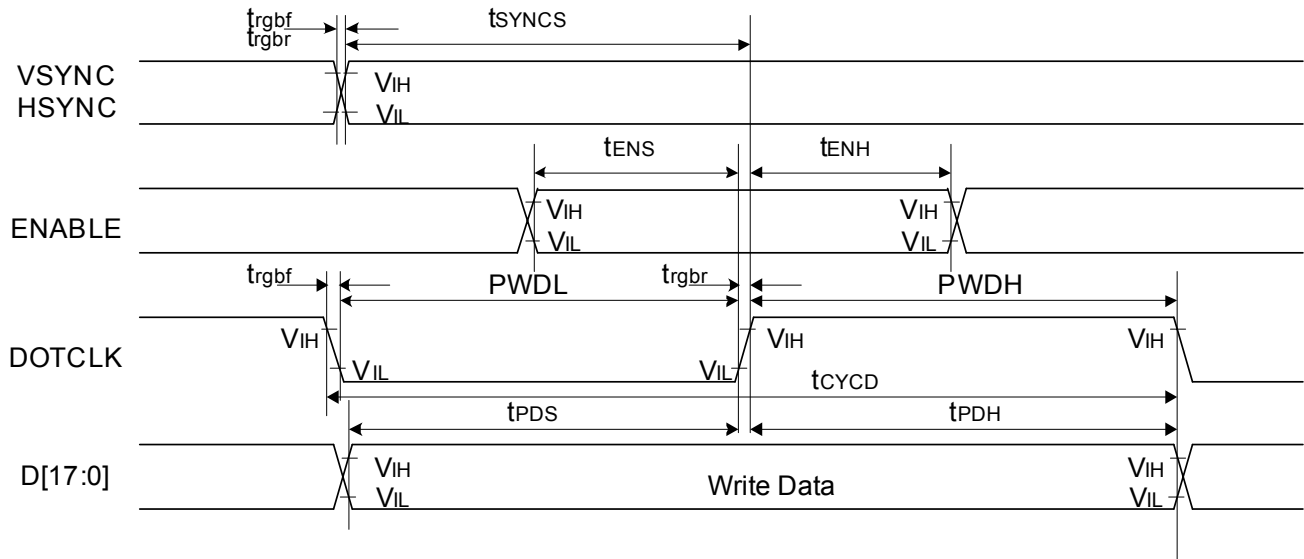 trgbf
trgbr
tSYNCS
VSYNC
HSYNC
VIH
VIL
tENS
tENH
ENABLE
VIH
VIL
VIH
VIL
trgbf
PWDL
trgbr
PWDH
DOTCLK
VIH
VIL
VIL
VIH
VIH
tCYCD
tPDS
tPDH
D[17:0]
VIH
VIL
Write Data
VIH
VIL